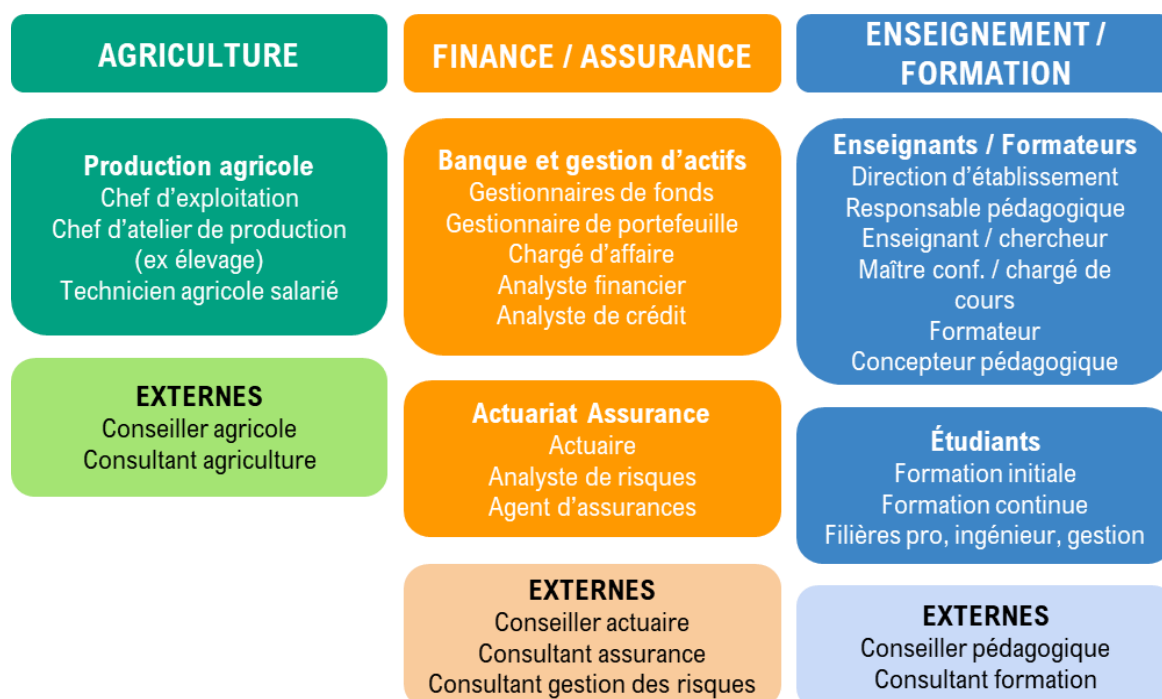 AGRICULTURE
Production agricole
Chef d'exploitation
Chef d'atelier de production
(ex élevage)
Technicien agricole salarié
EXTERNES
Conseiller agricole
Consultant agriculture
FINANCE / ASSURANCE
Banque et gestion d'actifs
Gestionnaires de fonds
Gestionnaire de portefeuille
Chargé d'affaire
Analyste financier
Analyste de crédit
Actuariat Assurance
Actuaire
Analyste de risques
Agent d'assurances
EXTERNES
Conseiller actuaire
Consultant assurance
Consultant gestion des risques
ENSEIGNEMENT /
FORMATION
Enseignants / Formateurs
Direction d'établissement
Responsable pédagogique
Enseignant / chercheur
Maître conf. / chargé de
cours
Formateur
Concepteur pédagogique
Étudiants
Formation initiale
Formation continue
Filières pro, ingénieur, gestion
EXTERNES
Conseiller pédagogique
Consultant formation